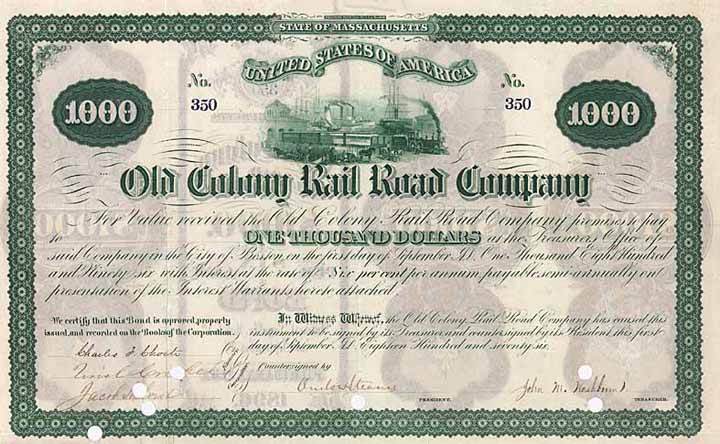 STATE OF MASSACHUSETTS
UNITED STATES OF AMERICA
No. No.
350 350
1000 1000
Old Colony Rail Road Company
For Value received the Old Colony Rail Road Company promises to pay
to ONE THOUSAND DOLLARS at the Treasurer's Office of
said Company in the City of Boston on the first day of September A.D. One Thousand Eight Hundred
and Ninety six with Interest at the rate of Six per cent per annum, payable semi-annually on
presentation of the Interest Warrants hereto attached.
We certify that this Bond is approved, properly
issued, and recorded on the Books of the Corporation.
In Witness Whereof, the Old Colony Rail Road Company has caused this
instrument to be signed by its Treasurer and countersigned by its President this first
day of September A.D. Eighteen Hundred and seventy six.
Charles F. Choate
Countersigned by
John M. Washburn
PRESIDENT. TREASURER.